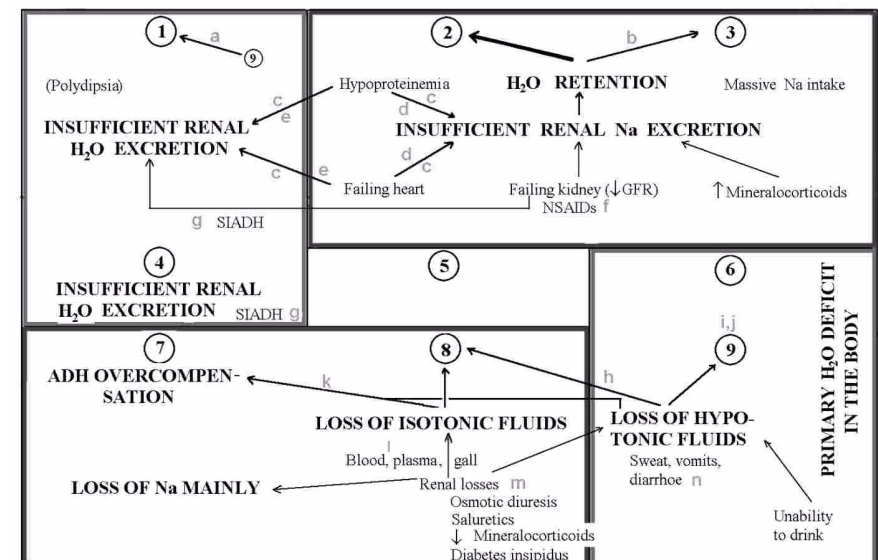 1
a
9
(Polydipsia)
c
e
INSUFFICIENT RENAL
H₂O EXCRETION
c
e
g SIADH
4
INSUFFICIENT RENAL
H₂O EXCRETION SIADH g
2
b
3
Hypoproteinemia
H₂O RETENTION
Massive Na intake
d c
INSUFFICIENT RENAL Na EXCRETION
d
c
Failing heart
Failing kidney (↓GFR)
NSAIDs f
↑Mineralocorticoids
5
6
i,j
9
PRIMARY H₂O DEFICIT
IN THE BODY
7
ADH OVERCOMPEN-
SATION
k
8
h
LOSS OF ISOTONIC FLUIDS
l
Blood, plasma, gall
LOSS OF Na MAINLY
Renal losses m
Osmotic diuresis
Saluretics
↓ Mineralocorticoids
Diabetes insipidus
LOSS OF HYPO-
TONIC FLUIDS
Sweat, vomits,
diarrhoe n
Unability
to drink